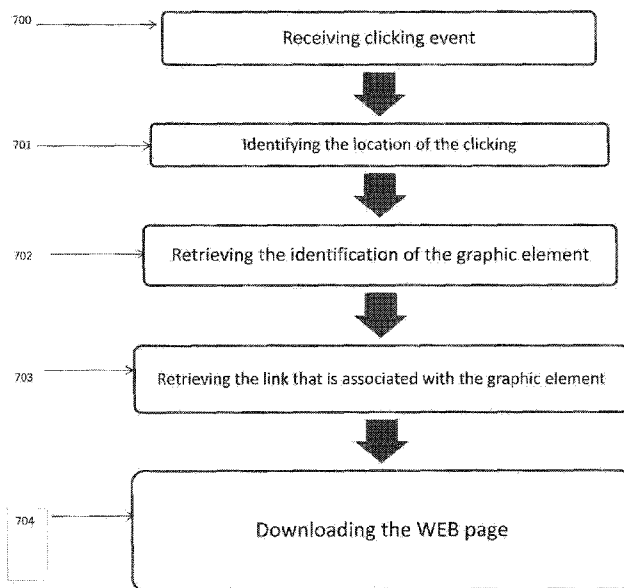 700
Receiving clicking event
701
Identifying the location of the clicking
702
Retrieving the identification of the graphic element
703
Retrieving the link that is associated with the graphic element
704
Downloading the WEB page